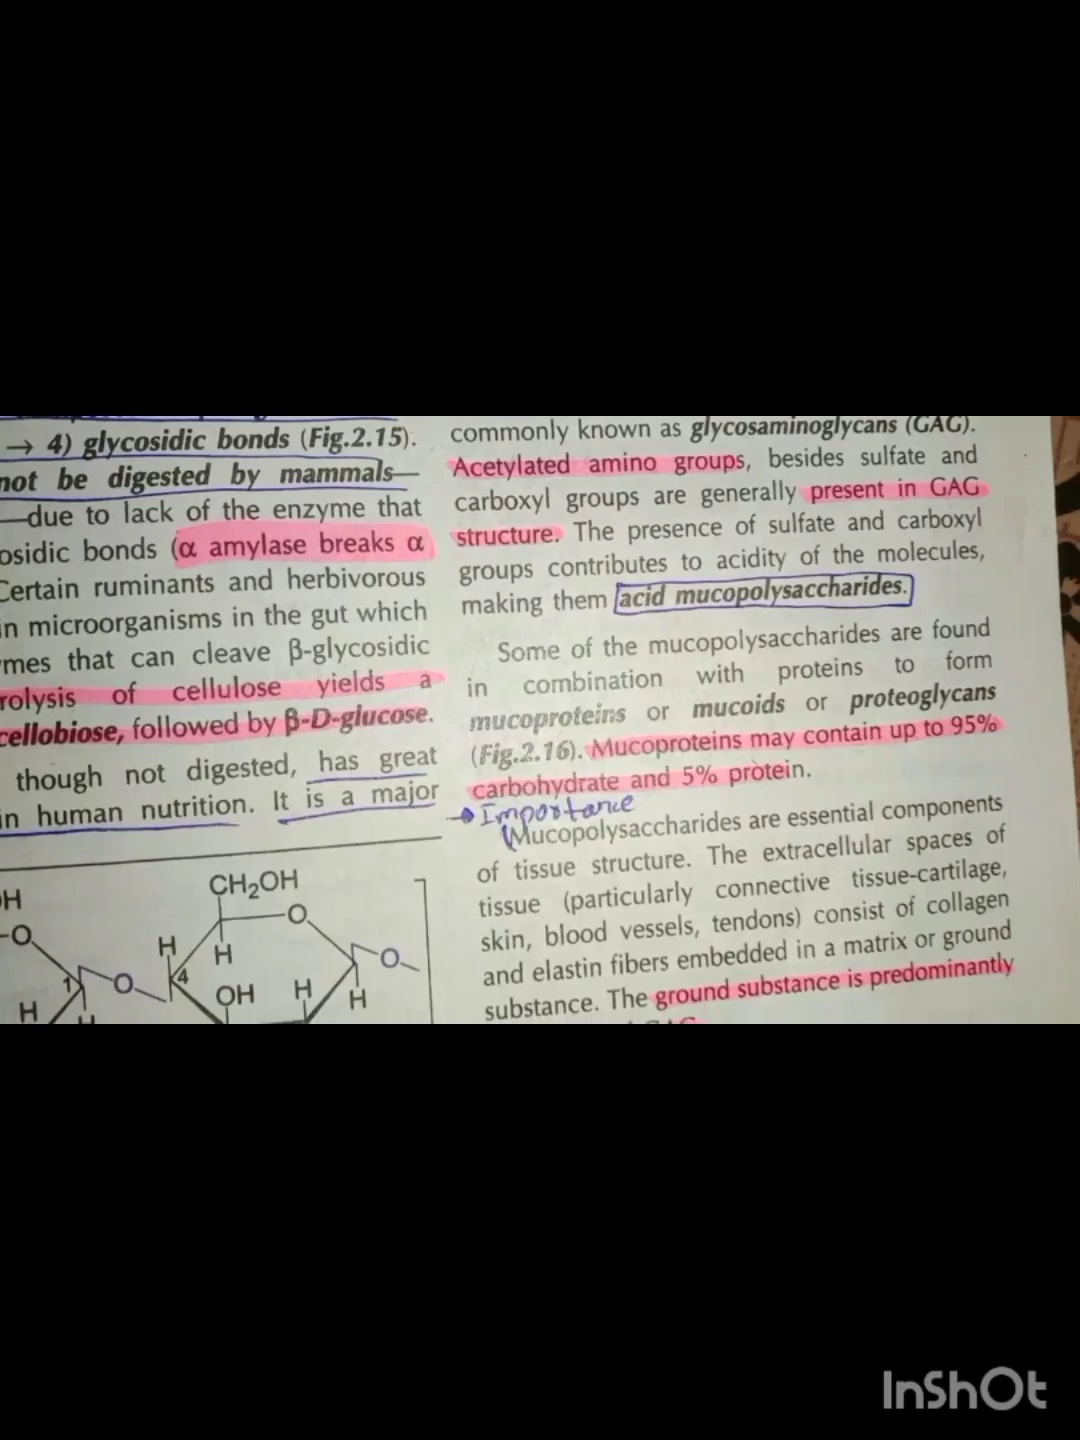 → 4) glycosidic bonds (Fig.2.15).
not be digested by mammals—
—due to lack of the enzyme that
osidic bonds (α amylase breaks α
Certain ruminants and herbivorous
in microorganisms in the gut which
mes that can cleave β-glycosidic
rolysis of cellulose yields a
cellobiose, followed by β-D-glucose.
though not digested, has great
in human nutrition. It is a major
H
O
1
H
O
CH₂OH
O
H
H
4
OH
H
H
O
commonly known as glycosaminoglycans (GAG).
Acetylated amino groups, besides sulfate and
carboxyl groups are generally present in GAG
structure. The presence of sulfate and carboxyl
groups contributes to acidity of the molecules,
making them acid mucopolysaccharides.
Some of the mucopolysaccharides are found
in combination with proteins to form
mucoproteins or mucoids or proteoglycans
(Fig.2.16). Mucoproteins may contain up to 95%
carbohydrate and 5% protein.
→ Importance
Mucopolysaccharides are essential components
of tissue structure. The extracellular spaces of
tissue (particularly connective tissue-cartilage,
skin, blood vessels, tendons) consist of collagen
and elastin fibers embedded in a matrix or ground
substance. The ground substance is predominantly
InShOt